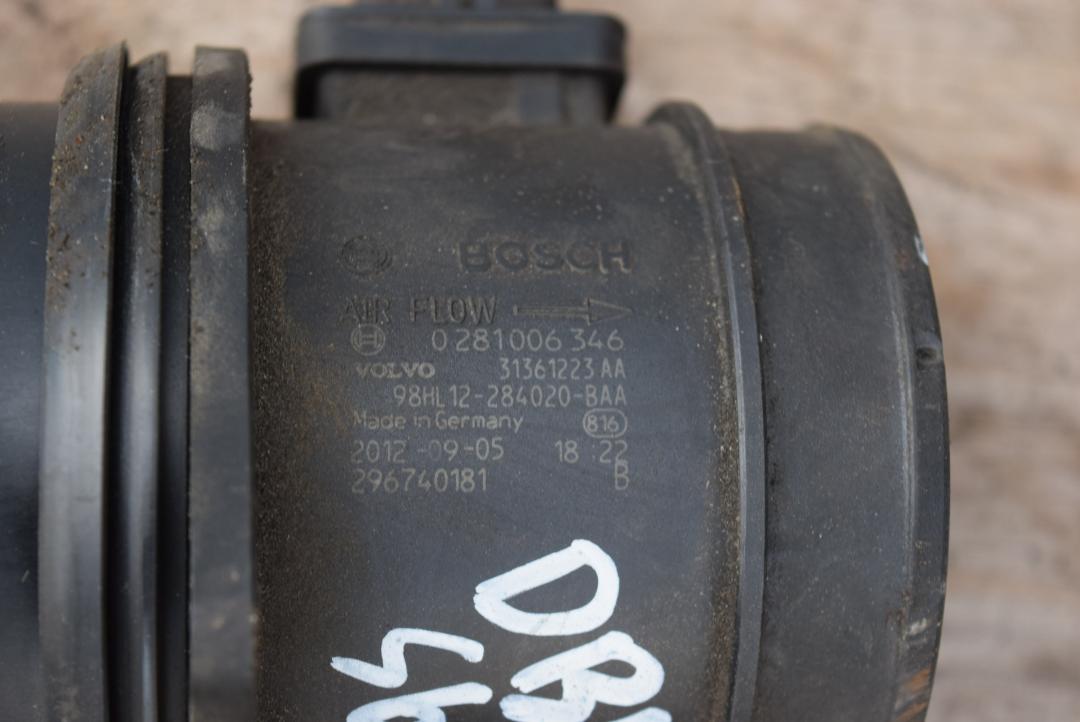 BOSCH
AIR FLOW
0 281 006 346
VOLVO 31361223 AA
98HL12-284020-BAA
Made in Germany 816
2012-09-05 18:22
296740181 B